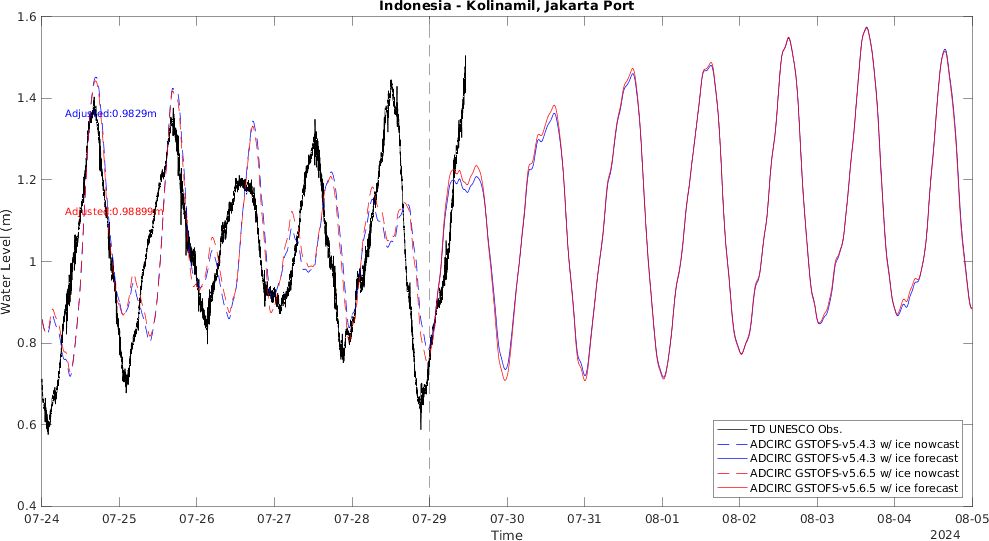 Indonesia - Kolinamil, Jakarta Port
1.6
1.4
1.2
1
0.8
0.6
0.4
Water Level (m)
Adjusted:0.9829m
Adjusted:0.98899m
TD UNESCO Obs.
ADCIRC GSTOFS-v5.4.3 w/ ice nowcast
ADCIRC GSTOFS-v5.4.3 w/ ice forecast
ADCIRC GSTOFS-v5.6.5 w/ ice nowcast
ADCIRC GSTOFS-v5.6.5 w/ ice forecast
07-24 07-25 07-26 07-27 07-28 07-29 07-30 07-31 08-01 08-02 08-03 08-04 08-05
Time
2024